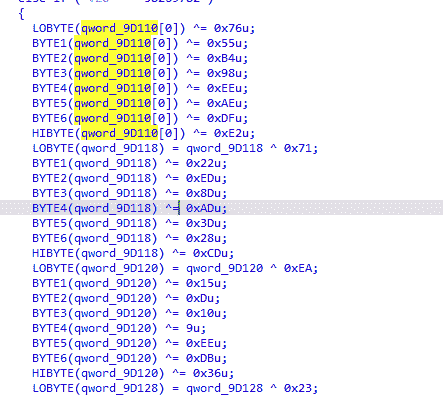 {
LOBYTE(qword_9D110[0]) ^= 0x76u;
BYTE1(qword_9D110[0]) ^= 0x55u;
BYTE2(qword_9D110[0]) ^= 0xB4u;
BYTE3(qword_9D110[0]) ^= 0x98u;
BYTE4(qword_9D110[0]) ^= 0xEEu;
BYTE5(qword_9D110[0]) ^= 0xAEu;
BYTE6(qword_9D110[0]) ^= 0xDFu;
HIBYTE(qword_9D110[0]) ^= 0xE2u;
LOBYTE(qword_9D118) = qword_9D118 ^ 0x71;
BYTE1(qword_9D118) ^= 0x22u;
BYTE2(qword_9D118) ^= 0xEDu;
BYTE3(qword_9D118) ^= 0x8Du;
BYTE4(qword_9D118) ^= 0xADu;
BYTE5(qword_9D118) ^= 0x3Du;
BYTE6(qword_9D118) ^= 0x28u;
HIBYTE(qword_9D118) ^= 0xCDu;
LOBYTE(qword_9D120) = qword_9D120 ^ 0xEA;
BYTE1(qword_9D120) ^= 0x15u;
BYTE2(qword_9D120) ^= 0xDu;
BYTE3(qword_9D120) ^= 0x10u;
BYTE4(qword_9D120) ^= 9u;
BYTE5(qword_9D120) ^= 0xEEu;
BYTE6(qword_9D120) ^= 0xDBu;
HIBYTE(qword_9D120) ^= 0x36u;
LOBYTE(qword_9D128) = qword_9D128 ^ 0x23;